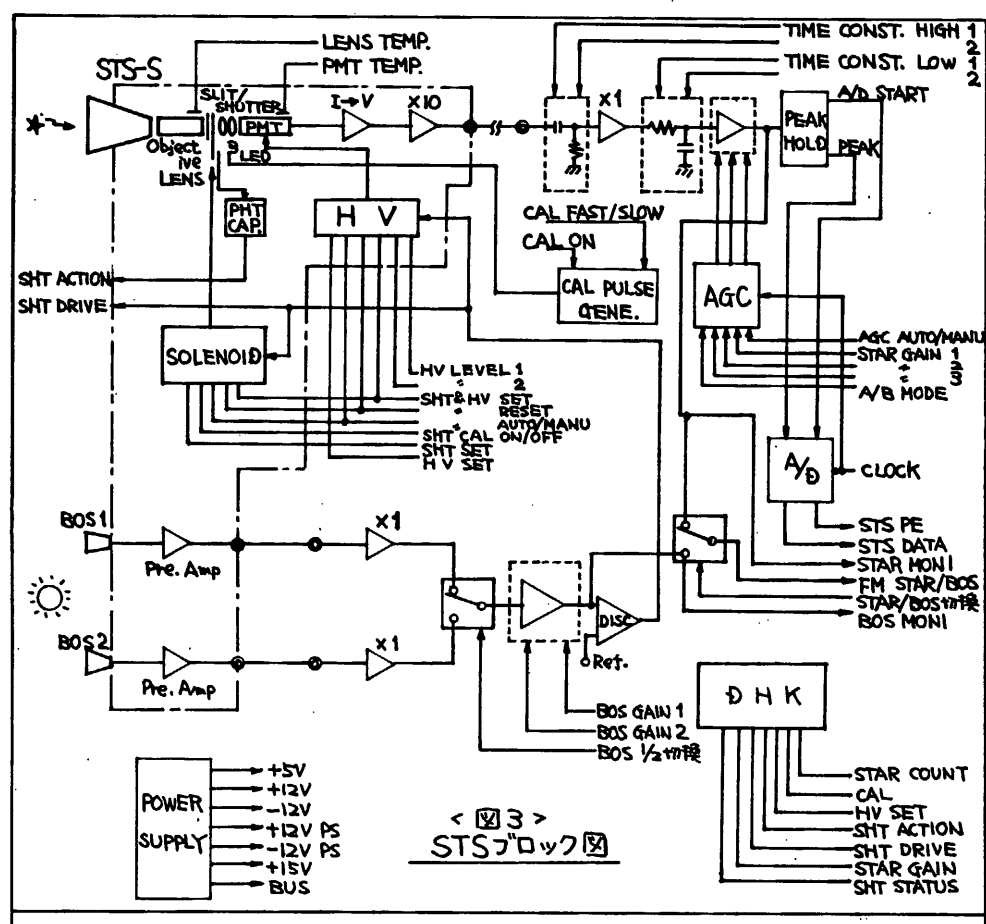 LENS TEMP.
PMT TEMP.
TIME CONST. HIGH 1
2
TIME CONST. LOW 1
2
STS-S
SLIT/
SHUTTER
I→V
×10
×1
A/D START
PEAK
HOLD
PEAK
PMT
Object
ive
LENS
LED
H V
PMT
CAP.
CAL FAST/SLOW
CAL ON
CAL PULSE
GENE.
AGC
SHT ACTION
SHT DRIVE
SOLENOID
AGC AUTO/MANU
STAR GAIN 1
〃 2
〃 3
A/B MODE
HV LEVEL 1
〃 2
SHT & HV SET
〃 RESET
〃 AUTO/MANU
SHT CAL ON/OFF
SHT SET
HV SET
A/D
CLOCK
BOS1
Pre. Amp
×1
STS PE
STS DATA
STAR MONI
FM STAR/BOS
STAR/BOS切換
BOS MONI
DISC
Ref.
BOS2
Pre. Amp
×1
BOS GAIN 1
BOS GAIN 2
BOS 1/2切換
D H K
STAR COUNT
CAL
HV SET
SHT ACTION
SHT DRIVE
STAR GAIN
SHT STATUS
POWER
SUPPLY
+5V
+12V
-12V
+12V PS
-12V PS
+15V
BUS
<図3>
STSブロック図